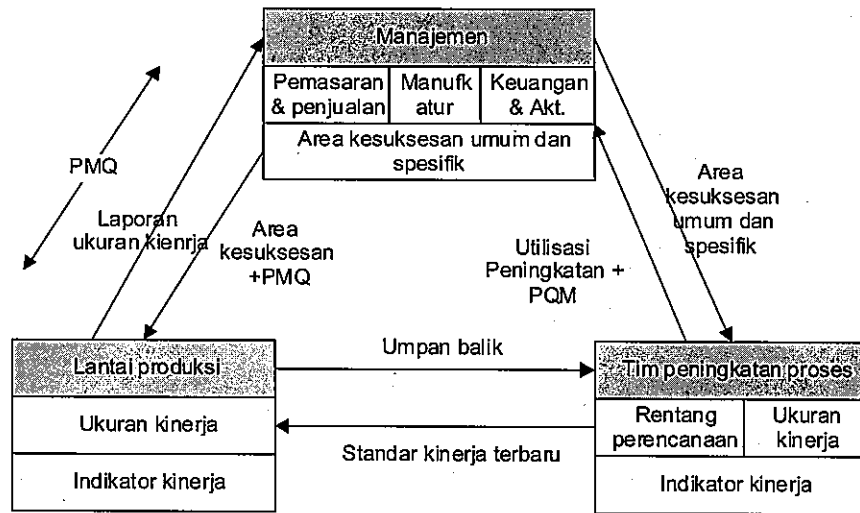 Manajemen
Pemasaran
& penjualan
Manufk
atur
Keuangan
& Akt.
Area kesuksesan umum dan
spesifik
PMQ
Laporan
ukuran kienrja
Area
kesuksesan
+PMQ
Utilisasi
Peningkatan +
PQM
Area
kesuksesan
umum dan
spesifik
Lantai produksi
Ukuran kinerja
Indikator kinerja
Umpan balik
Standar kinerja terbaru
Tim peningkatan proses
Rentang
perencanaan
Ukuran
kinerja
Indikator kinerja